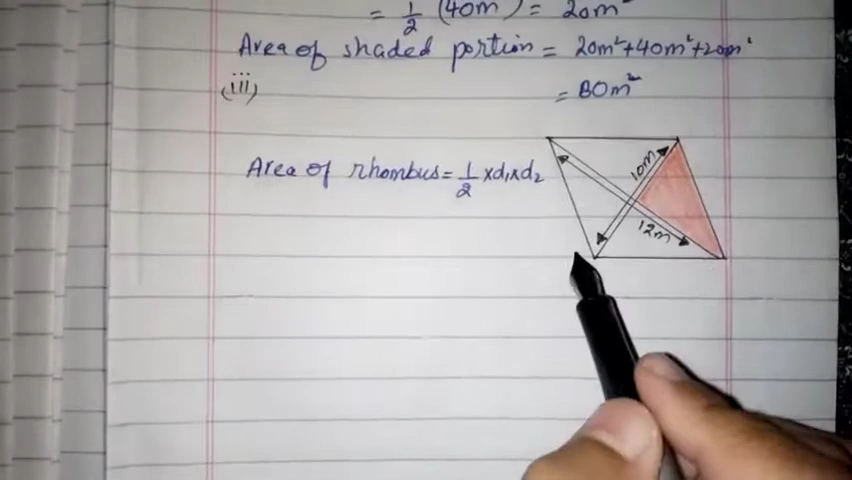 = 1/2 (40m²) = 20m²
Area of shaded portion = 20m²+40m²+20m²
(iii) = 80m²
Area of rhombus = 1/2 x d₁x d₂
10m
12m